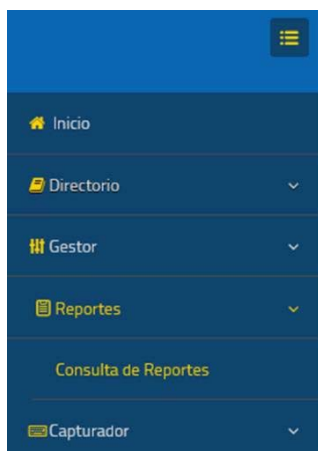 Inicio
Directorio
Gestor
Reportes
Consulta de Reportes
Capturador